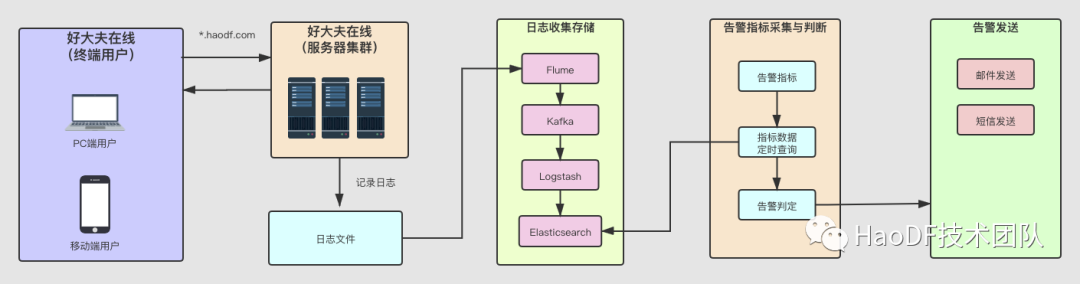 好大夫在线
（终端用户）
PC端用户
移动端用户
*.haodf.com
好大夫在线
（服务器集群）
记录日志
日志文件
日志收集存储
Flume
Kafka
Logstash
Elasticsearch
告警指标采集与判断
告警指标
指标数据
定时查询
告警判定
告警发送
邮件发送
短信发送
HaoDF技术团队